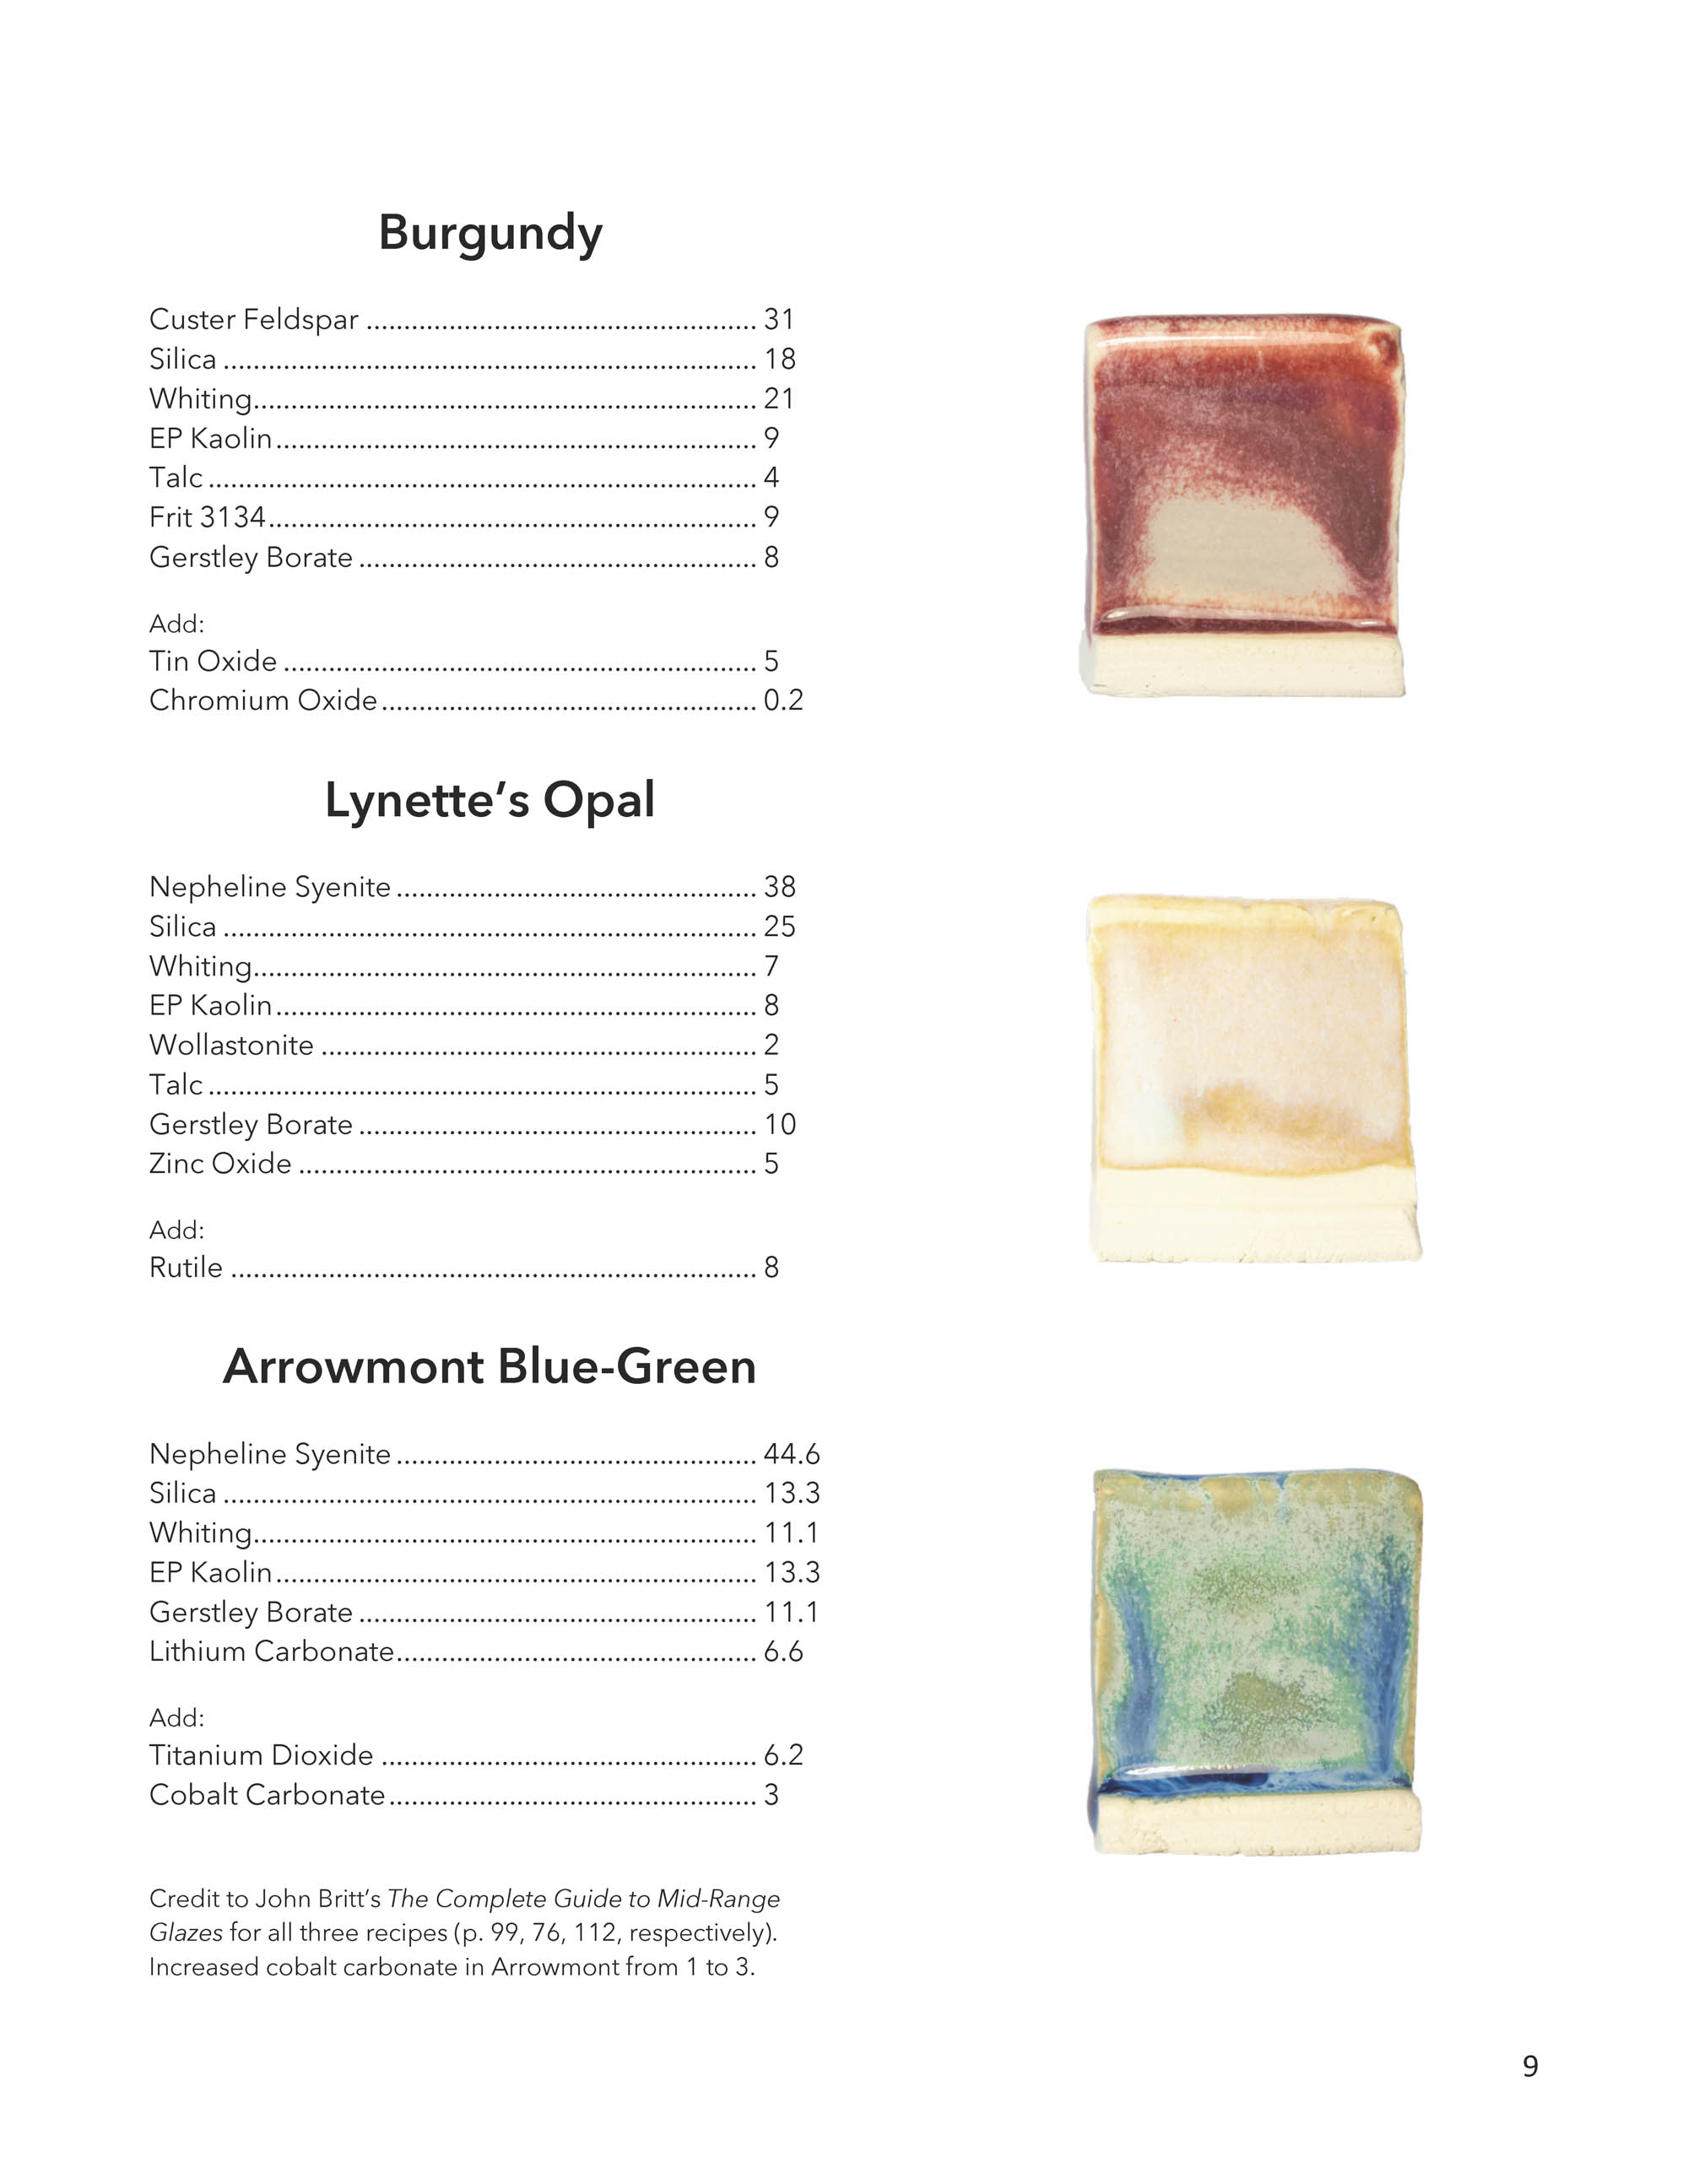 Burgundy
Custer Feldspar .................................................... 31
Silica ....................................................................... 18
Whiting................................................................... 21
EP Kaolin................................................................ 9
Talc ......................................................................... 4
Frit 3134................................................................. 9
Gerstley Borate ..................................................... 8
Add:
Tin Oxide ............................................................... 5
Chromium Oxide.................................................. 0.2
Lynette’s Opal
Nepheline Syenite ................................................ 38
Silica ....................................................................... 25
Whiting................................................................... 7
EP Kaolin................................................................ 8
Wollastonite .......................................................... 2
Talc ......................................................................... 5
Gerstley Borate ..................................................... 10
Zinc Oxide ............................................................. 5
Add:
Rutile ...................................................................... 8
Arrowmont Blue-Green
Nepheline Syenite ................................................ 44.6
Silica ....................................................................... 13.3
Whiting................................................................... 11.1
EP Kaolin................................................................ 13.3
Gerstley Borate ..................................................... 11.1
Lithium Carbonate................................................ 6.6
Add:
Titanium Dioxide .................................................. 6.2
Cobalt Carbonate................................................. 3
Credit to John Britt’s The Complete Guide to Mid-Range
Glazes for all three recipes (p. 99, 76, 112, respectively).
Increased cobalt carbonate in Arrowmont from 1 to 3.
9